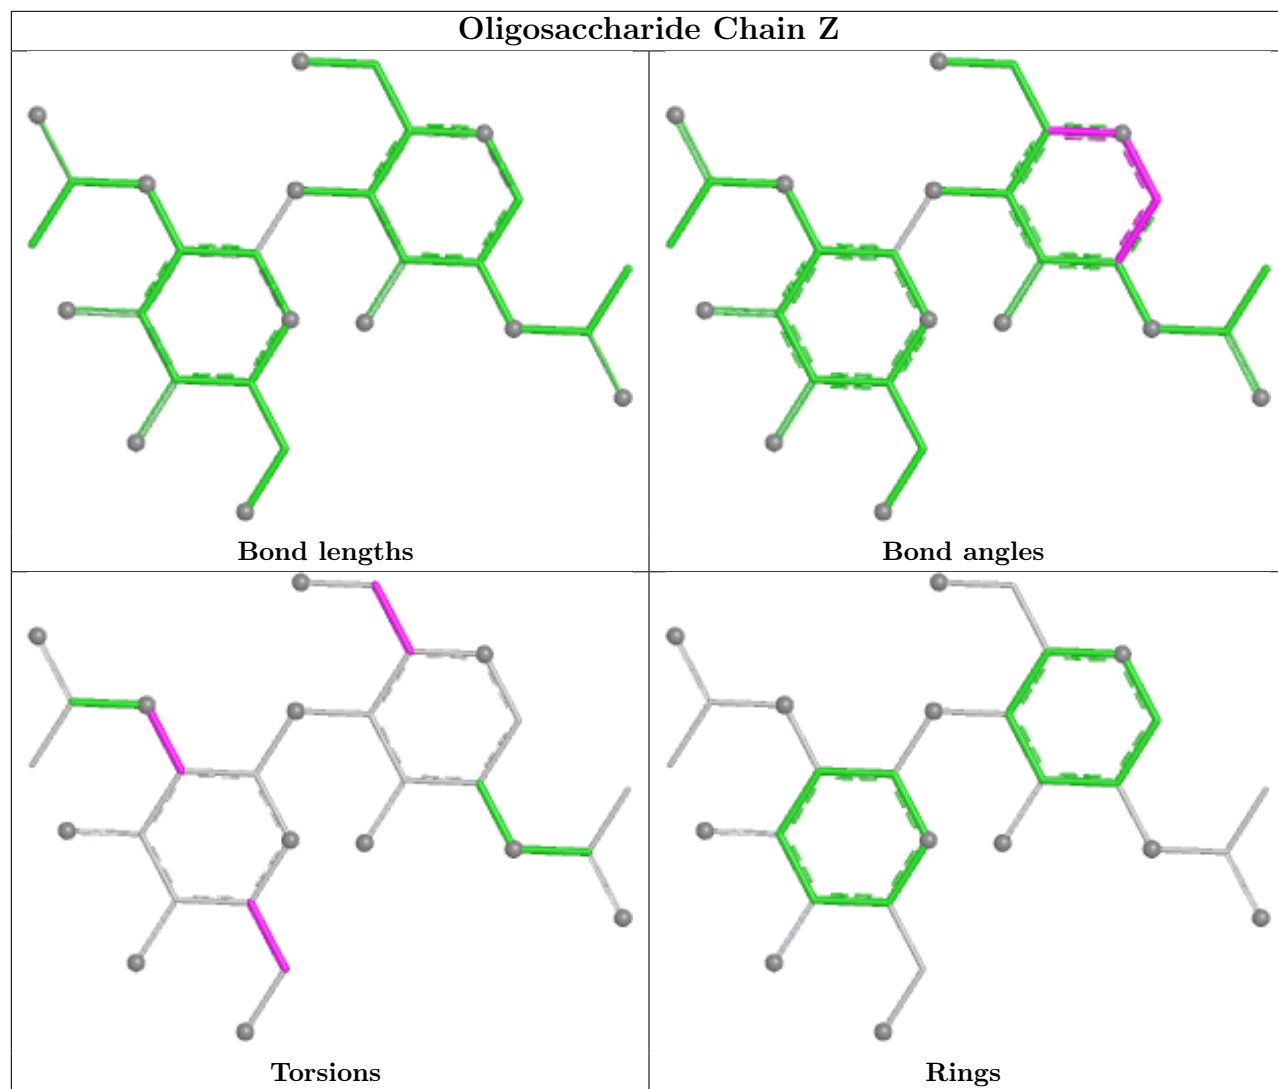 Oligosaccharide Chain Z
Bond lengths
Bond angles
Torsions
Rings